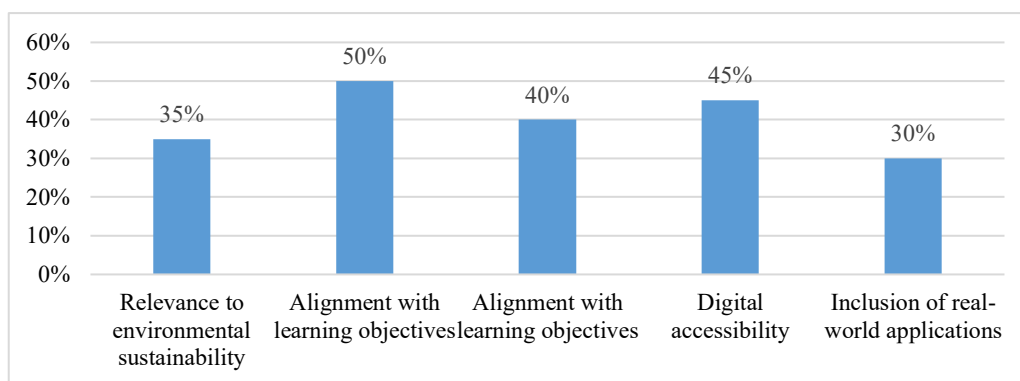 60%
50%
40%
30%
20%
10%
0%
35%
50%
40%
45%
30%
Relevance to
environmental
sustainability
Alignment with
learning objectives
Alignment with
learning objectives
Digital
accessibility
Inclusion of real-
world applications